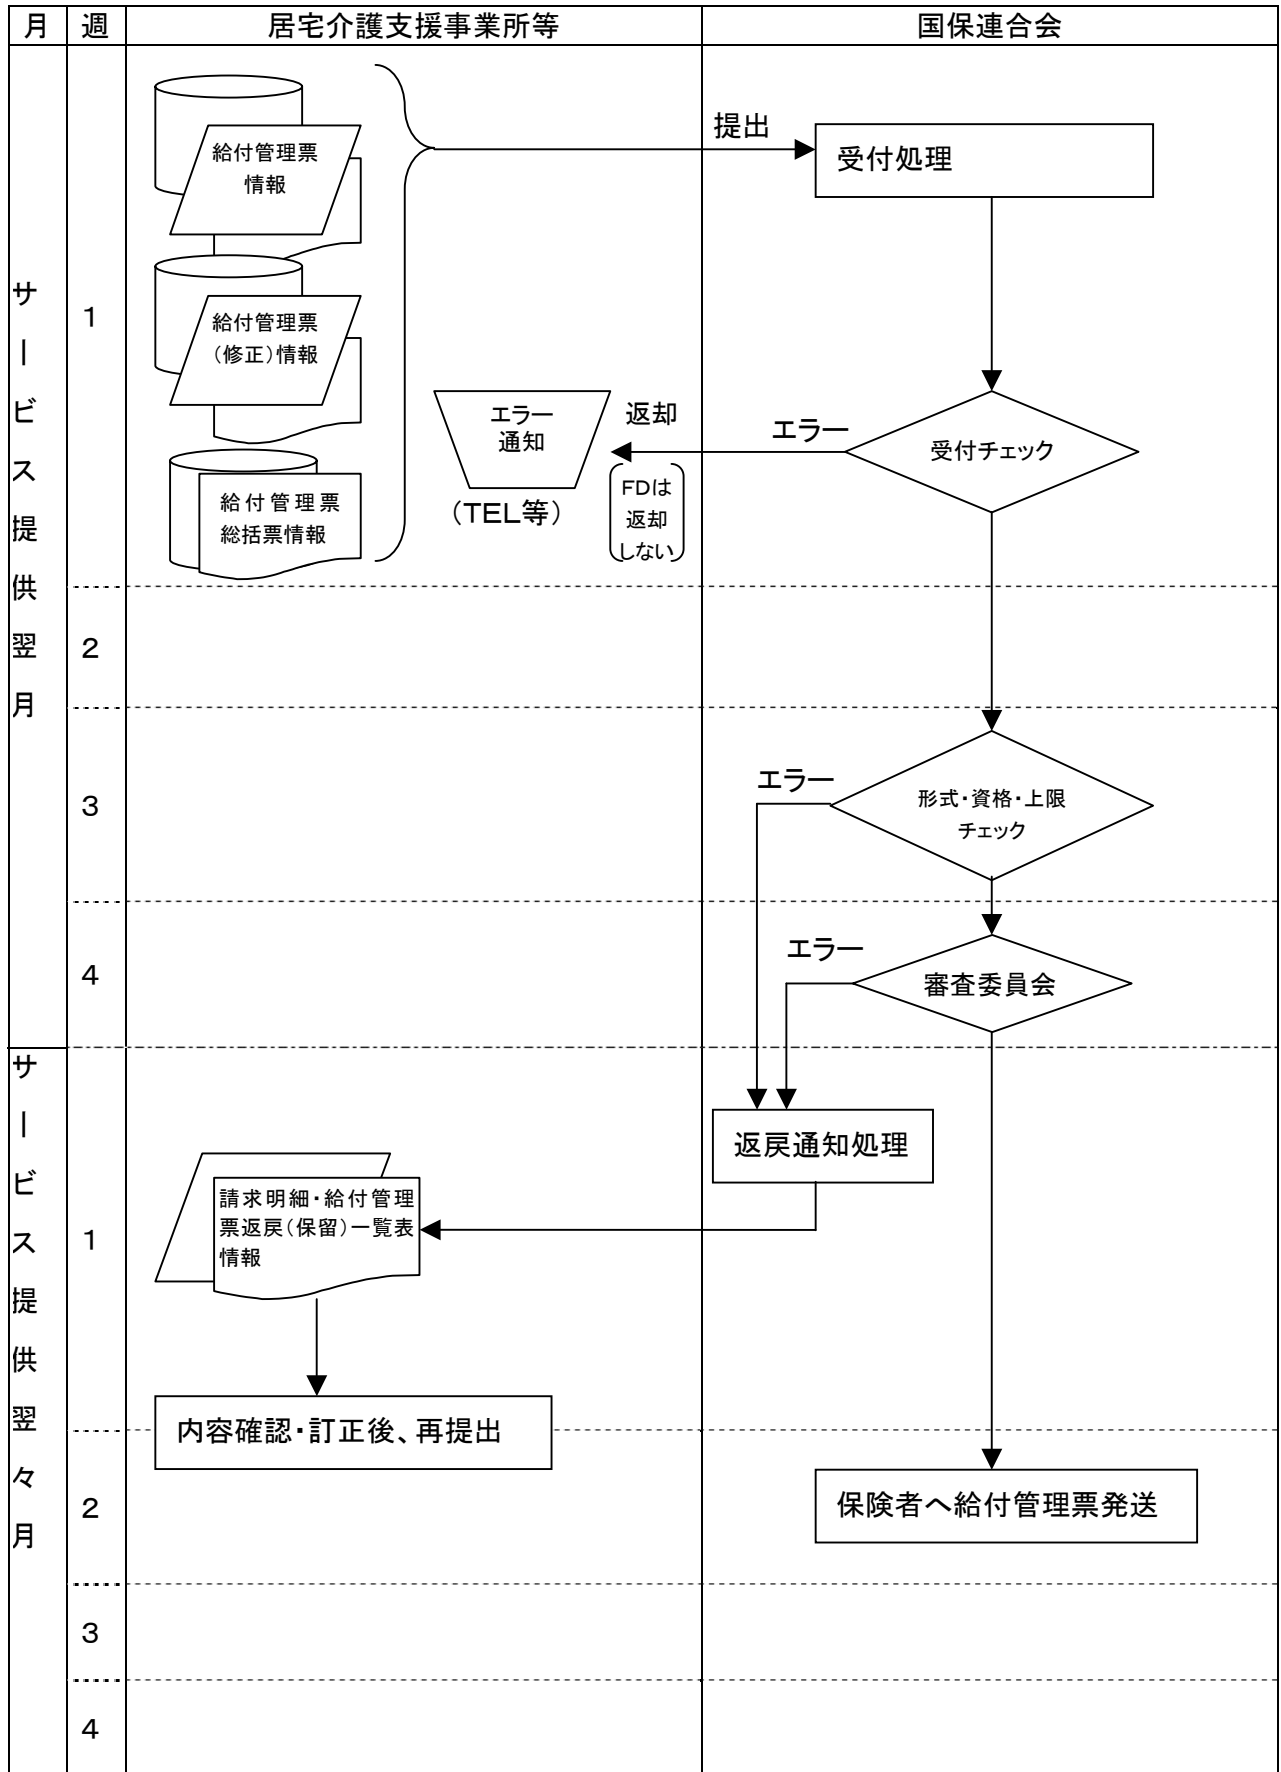 月 週 居宅介護支援事業所等 国保連合会
サービス提供翌月
1
給付管理票
情報
給付管理票
（修正）情報
給付管理票
総括票情報
提出
受付処理
エラー
通知
（TEL等）
返却
FDは
返却
しない
エラー
受付チェック
2
3
エラー
形式・資格・上限
チェック
4
エラー
審査委員会
サービス提供翌々月
1
返戻通知処理
請求明細・給付管理
票返戻（保留）一覧表
情報
内容確認・訂正後、再提出
2
保険者へ給付管理票発送
3
4